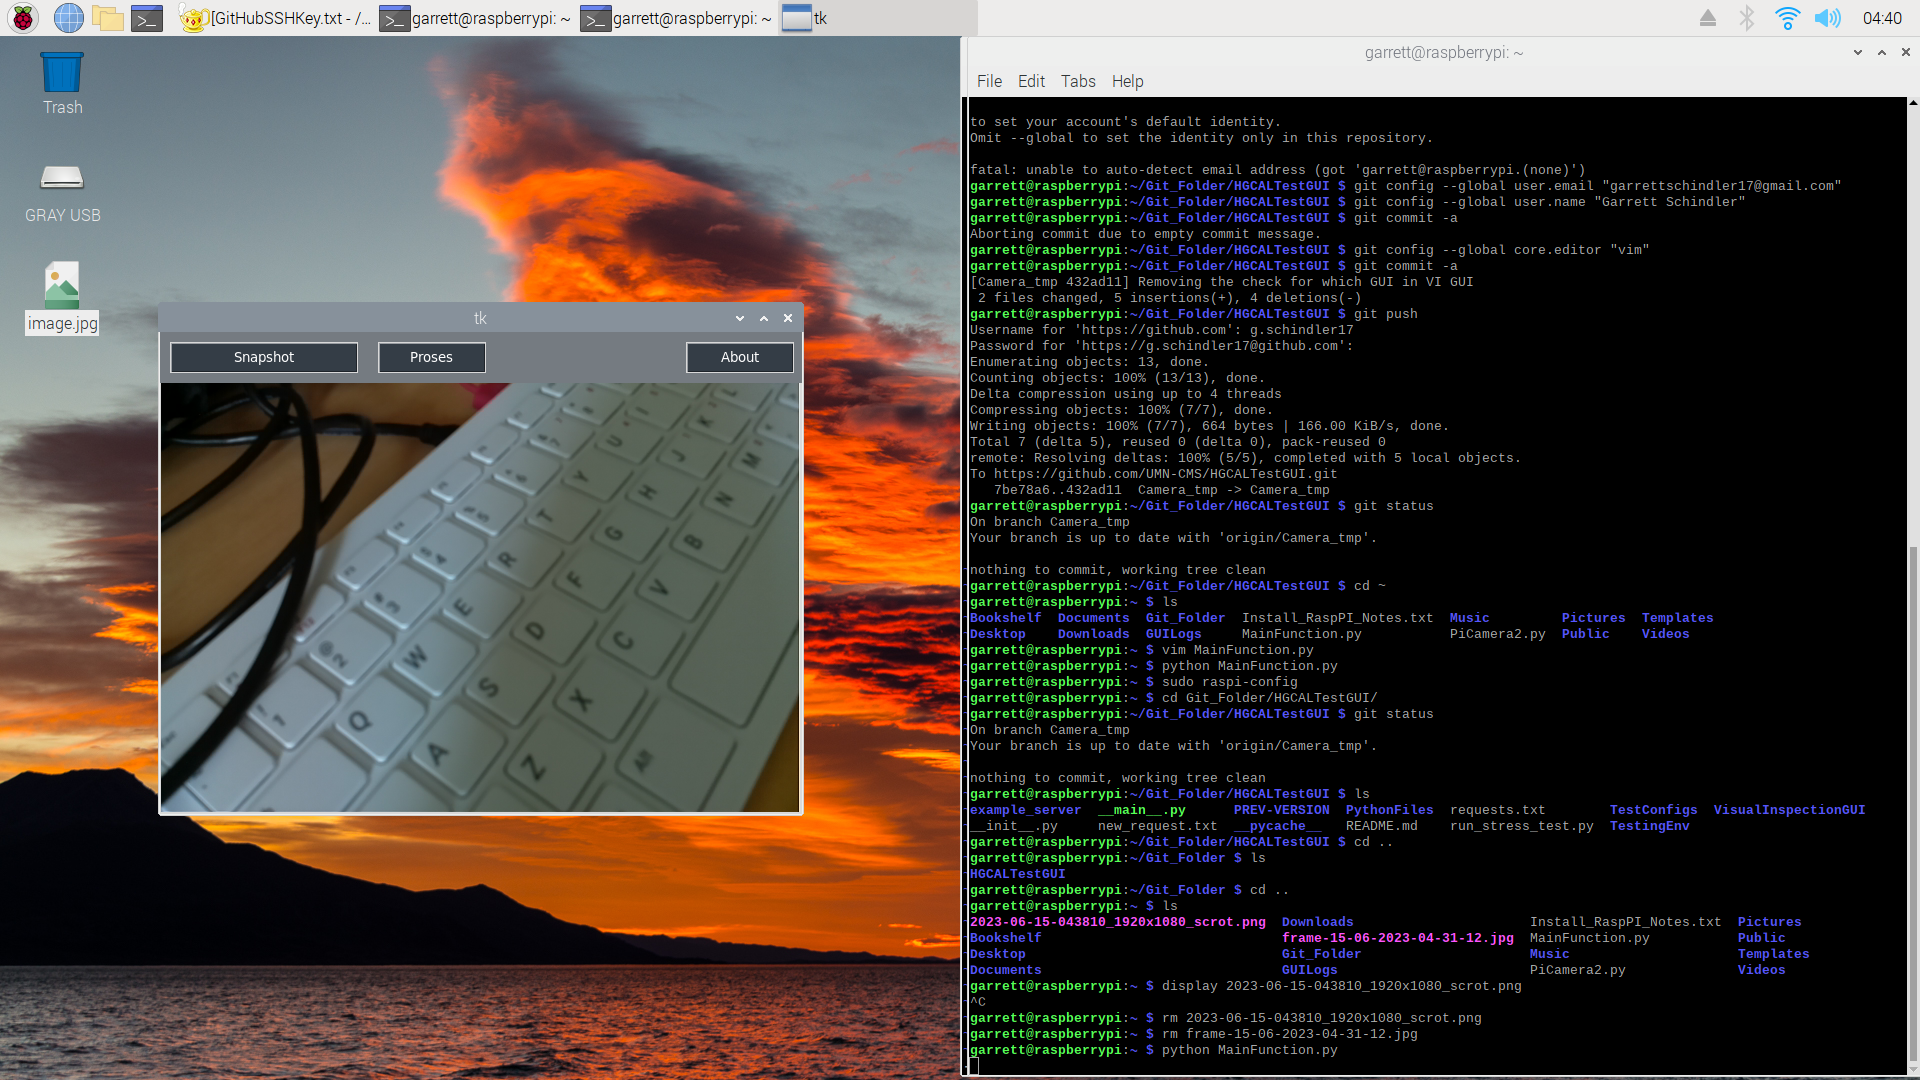 [GitHubSSHKey.txt - /...
garrett@raspberrypi: ~
garrett@raspberrypi: ~
tk
04:40
Trash
GRAY USB
image.jpg
tk
Snapshot
Proses
About
garrett@raspberrypi: ~
File Edit Tabs Help
to set your account's default identity.
Omit --global to set the identity only in this repository.
fatal: unable to auto-detect email address (got 'garrett@raspberrypi.(none)')
garrett@raspberrypi:~/Git_Folder/HGCALTestGUI $ git config --global user.email "garrettschindler17@gmail.com"
garrett@raspberrypi:~/Git_Folder/HGCALTestGUI $ git config --global user.name "Garrett Schindler"
garrett@raspberrypi:~/Git_Folder/HGCALTestGUI $ git commit -a
Aborting commit due to empty commit message.
garrett@raspberrypi:~/Git_Folder/HGCALTestGUI $ git config --global core.editor "vim"
garrett@raspberrypi:~/Git_Folder/HGCALTestGUI $ git commit -a
[Camera_tmp 432ad11] Removing the check for which GUI in VI GUI
2 files changed, 5 insertions(+), 4 deletions(-)
garrett@raspberrypi:~/Git_Folder/HGCALTestGUI $ git push
Username for 'https://github.com': g.schindler17
Password for 'https://g.schindler17@github.com':
Enumerating objects: 13, done.
Counting objects: 100% (13/13), done.
Delta compression using up to 4 threads
Compressing objects: 100% (7/7), done.
Writing objects: 100% (7/7), 664 bytes | 166.00 KiB/s, done.
Total 7 (delta 5), reused 0 (delta 0), pack-reused 0
remote: Resolving deltas: 100% (5/5), completed with 5 local objects.
To https://github.com/UMN-CMS/HGCALTestGUI.git
7be78a6..432ad11 Camera_tmp -> Camera_tmp
garrett@raspberrypi:~/Git_Folder/HGCALTestGUI $ git status
On branch Camera_tmp
Your branch is up to date with 'origin/Camera_tmp'.
nothing to commit, working tree clean
garrett@raspberrypi:~/Git_Folder/HGCALTestGUI $ cd ~
garrett@raspberrypi:~ $ ls
Bookshelf Documents Git_Folder Install_RaspPI_Notes.txt Music Pictures Templates
Desktop Downloads GUILogs MainFunction.py PiCamera2.py Public Videos
garrett@raspberrypi:~ $ vim MainFunction.py
garrett@raspberrypi:~ $ python MainFunction.py
garrett@raspberrypi:~ $ sudo raspi-config
garrett@raspberrypi:~ $ cd Git_Folder/HGCALTestGUI/
garrett@raspberrypi:~/Git_Folder/HGCALTestGUI $ git status
On branch Camera_tmp
Your branch is up to date with 'origin/Camera_tmp'.
nothing to commit, working tree clean
garrett@raspberrypi:~/Git_Folder/HGCALTestGUI $ ls
example_server __main__.py PREV-VERSION PythonFiles requests.txt TestConfigs VisualInspectionGUI
__init__.py new_request.txt __pycache__ README.md run_stress_test.py TestingEnv
garrett@raspberrypi:~/Git_Folder/HGCALTestGUI $ cd ..
garrett@raspberrypi:~/Git_Folder $ ls
HGCALTestGUI
garrett@raspberrypi:~/Git_Folder $ cd ..
garrett@raspberrypi:~ $ ls
2023-06-15-043810_1920x1080_scrot.png Downloads Install_RaspPI_Notes.txt Pictures
Bookshelf frame-15-06-2023-04-31-12.jpg MainFunction.py Public
Desktop Git_Folder Music Templates
Documents GUILogs PiCamera2.py Videos
garrett@raspberrypi:~ $ display 2023-06-15-043810_1920x1080_scrot.png
^C
garrett@raspberrypi:~ $ rm 2023-06-15-043810_1920x1080_scrot.png
garrett@raspberrypi:~ $ rm frame-15-06-2023-04-31-12.jpg
garrett@raspberrypi:~ $ python MainFunction.py